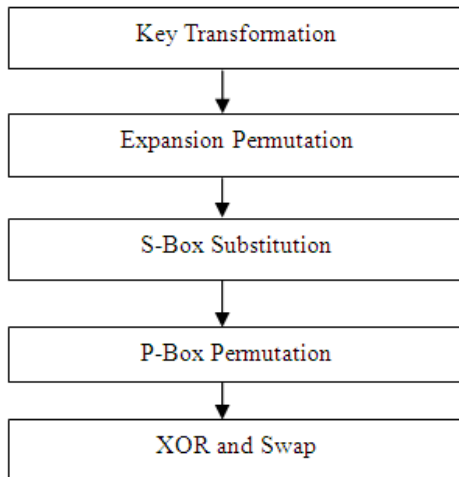 Key Transformation
Expansion Permutation
S-Box Substitution
P-Box Permutation
XOR and Swap